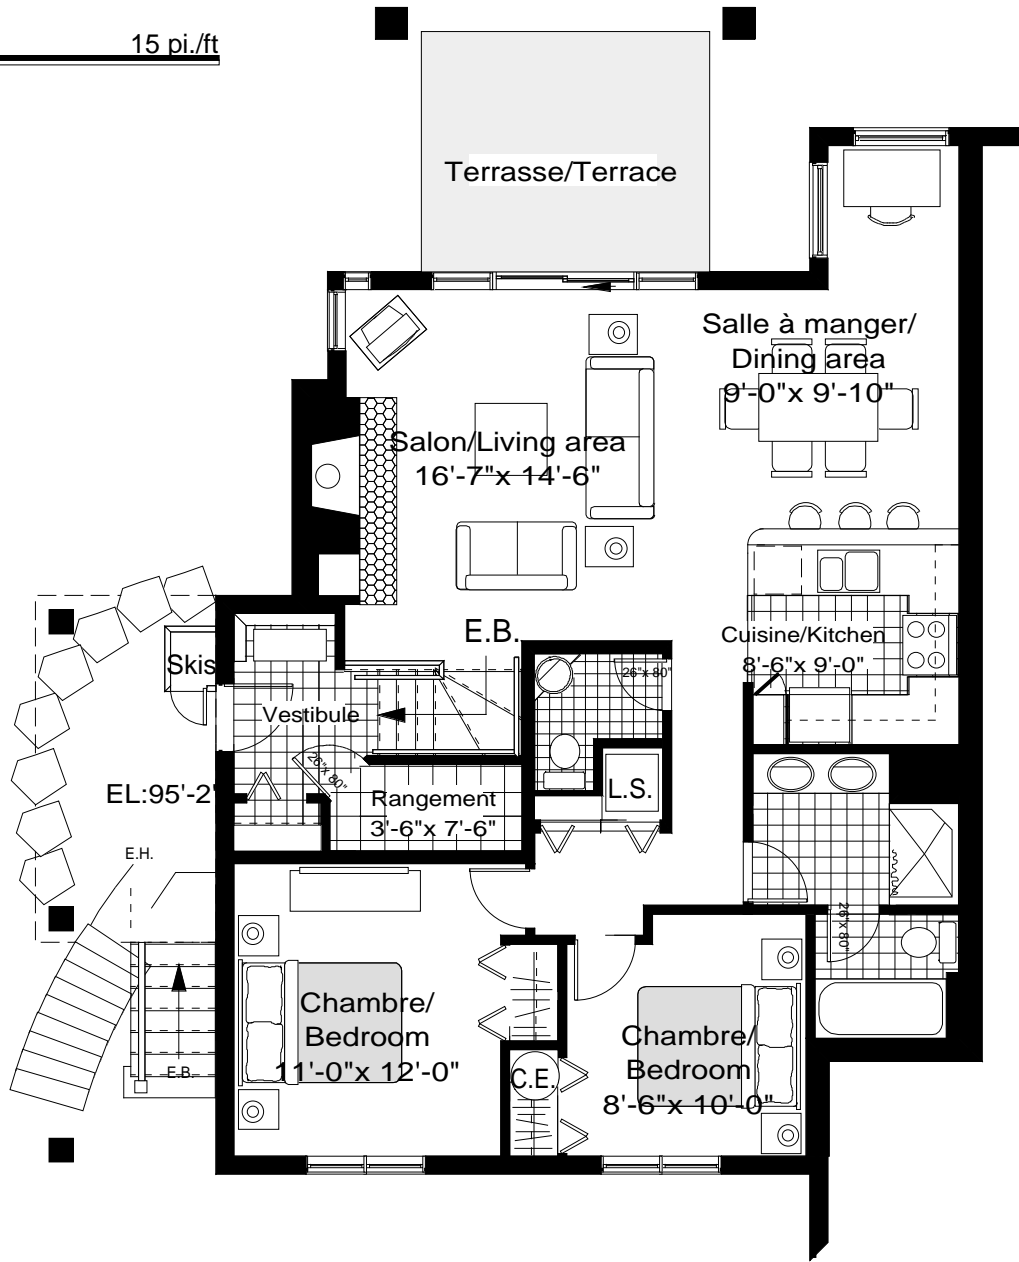 15 pi./ft
Terrasse/Terrace
Salle à manger/
Dining area
9'-0"x 9'-10"
Salon/Living area
16'-7"x 14'-6"
E.B.
Cuisine/Kitchen
8'-6"x 9'-0"
Skis
26"x 80"
Vestibule
26"x 80"
EL:95'-2'
Rangement
3'-6"x 7'-6"
L.S.
E.H.
26"x 80"
Chambre/
Bedroom
11'-0"x 12'-0"
Chambre/
Bedroom
8'-6"x 10'-0"
C.E.
E.B.